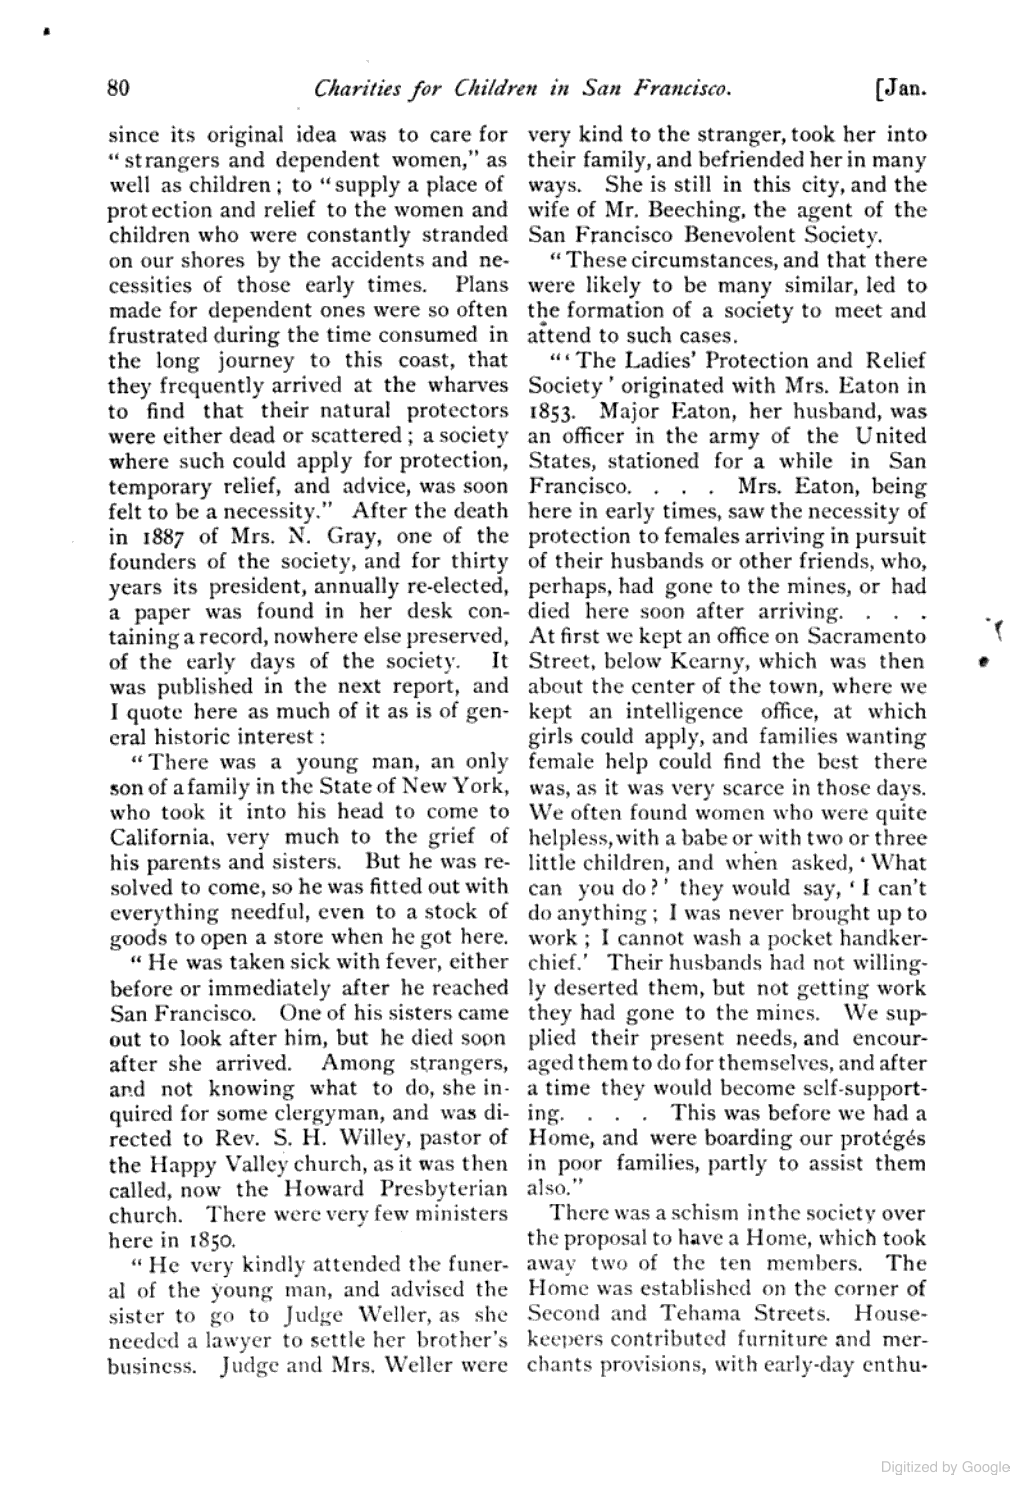 80
Charities for Children in San Francisco.
[Jan.
since its original idea was to care for
“strangers and dependent women,” as
well as children; to “supply a place of
protection and relief to the women and
children who were constantly stranded
on our shores by the accidents and ne-
cessities of those early times. Plans
made for dependent ones were so often
frustrated during the time consumed in
the long journey to this coast, that
they frequently arrived at the wharves
to find that their natural protectors
were either dead or scattered; a society
where such could apply for protection,
temporary relief, and advice, was soon
felt to be a necessity.” After the death
in 1887 of Mrs. N. Gray, one of the
founders of the society, and for thirty
years its president, annually re-elected,
a paper was found in her desk con-
taining a record, nowhere else preserved,
of the early days of the society. It
was published in the next report, and
I quote here as much of it as is of gen-
eral historic interest:
“There was a young man, an only
son of a family in the State of New York,
who took it into his head to come to
California, very much to the grief of
his parents and sisters. But he was re-
solved to come, so he was fitted out with
everything needful, even to a stock of
goods to open a store when he got here.
“He was taken sick with fever, either
before or immediately after he reached
San Francisco. One of his sisters came
out to look after him, but he died soon
after she arrived. Among strangers,
and not knowing what to do, she in-
quired for some clergyman, and was di-
rected to Rev. S. H. Willey, pastor of
the Happy Valley church, as it was then
called, now the Howard Presbyterian
church. There were very few ministers
here in 1850.
“He very kindly attended the funer-
al of the young man, and advised the
sister to go to Judge Weller, as she
needed a lawyer to settle her brother's
business. Judge and Mrs. Weller were
very kind to the stranger, took her into
their family, and befriended her in many
ways. She is still in this city, and the
wife of Mr. Beeching, the agent of the
San Francisco Benevolent Society.
“These circumstances, and that there
were likely to be many similar, led to
the formation of a society to meet and
attend to such cases.
“‘The Ladies' Protection and Relief
Society’ originated with Mrs. Eaton in
1853. Major Eaton, her husband, was
an officer in the army of the United
States, stationed for a while in San
Francisco. . . . Mrs. Eaton, being
here in early times, saw the necessity of
protection to females arriving in pursuit
of their husbands or other friends, who,
perhaps, had gone to the mines, or had
died here soon after arriving. . . .
At first we kept an office on Sacramento
Street, below Kearny, which was then
about the center of the town, where we
kept an intelligence office, at which
girls could apply, and families wanting
female help could find the best there
was, as it was very scarce in those days.
We often found women who were quite
helpless, with a babe or with two or three
little children, and when asked, ‘What
can you do?’ they would say, ‘I can't
do anything; I was never brought up to
work; I cannot wash a pocket handker-
chief.’ Their husbands had not willing-
ly deserted them, but not getting work
they had gone to the mines. We sup-
plied their present needs, and encour-
aged them to do for themselves, and after
a time they would become self-support-
ing. . . . This was before we had a
Home, and were boarding our protégés
in poor families, partly to assist them
also.”
There was a schism in the society over
the proposal to have a Home, which took
away two of the ten members. The
Home was established on the corner of
Second and Tehama Streets. House-
keepers contributed furniture and mer-
chants provisions, with early-day enthu-
Digitized by Google